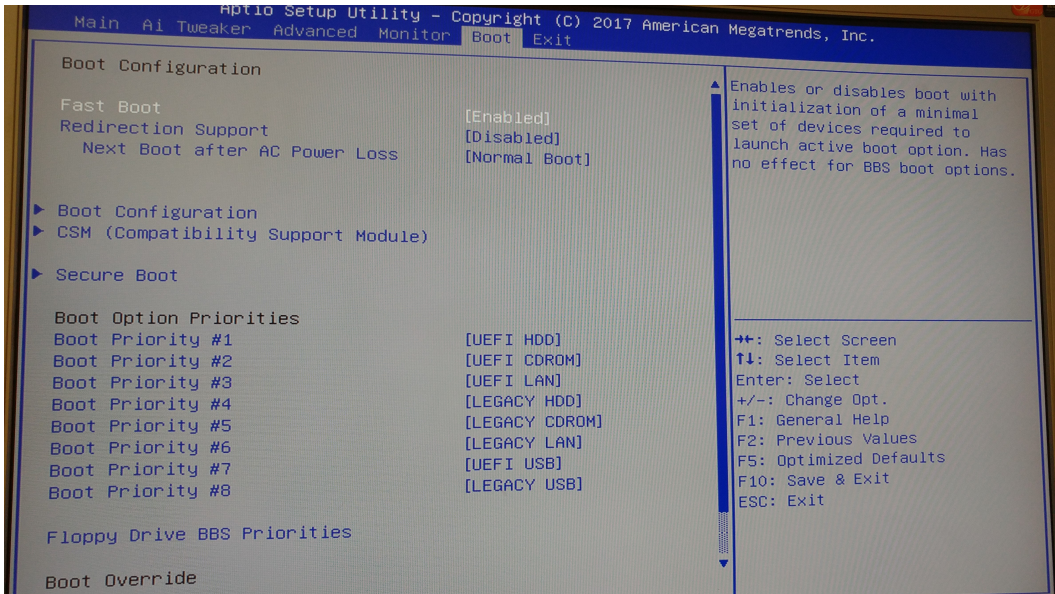 Aptio Setup Utility – Copyright (C) 2017 American Megatrends, Inc.
Main Ai Tweaker Advanced Monitor Boot Exit
Boot Configuration
Fast Boot [Enabled]
Redirection Support [Disabled]
Next Boot after AC Power Loss [Normal Boot]
Boot Configuration
CSM (Compatibility Support Module)
Secure Boot
Boot Option Priorities
Boot Priority #1 [UEFI HDD]
Boot Priority #2 [UEFI CDROM]
Boot Priority #3 [UEFI LAN]
Boot Priority #4 [LEGACY HDD]
Boot Priority #5 [LEGACY CDROM]
Boot Priority #6 [LEGACY LAN]
Boot Priority #7 [UEFI USB]
Boot Priority #8 [LEGACY USB]
Floppy Drive BBS Priorities
Boot Override
Enables or disables boot with
initialization of a minimal
set of devices required to
launch active boot option. Has
no effect for BBS boot options.
→←: Select Screen
↑↓: Select Item
Enter: Select
+/-: Change Opt.
F1: General Help
F2: Previous Values
F5: Optimized Defaults
F10: Save & Exit
ESC: Exit